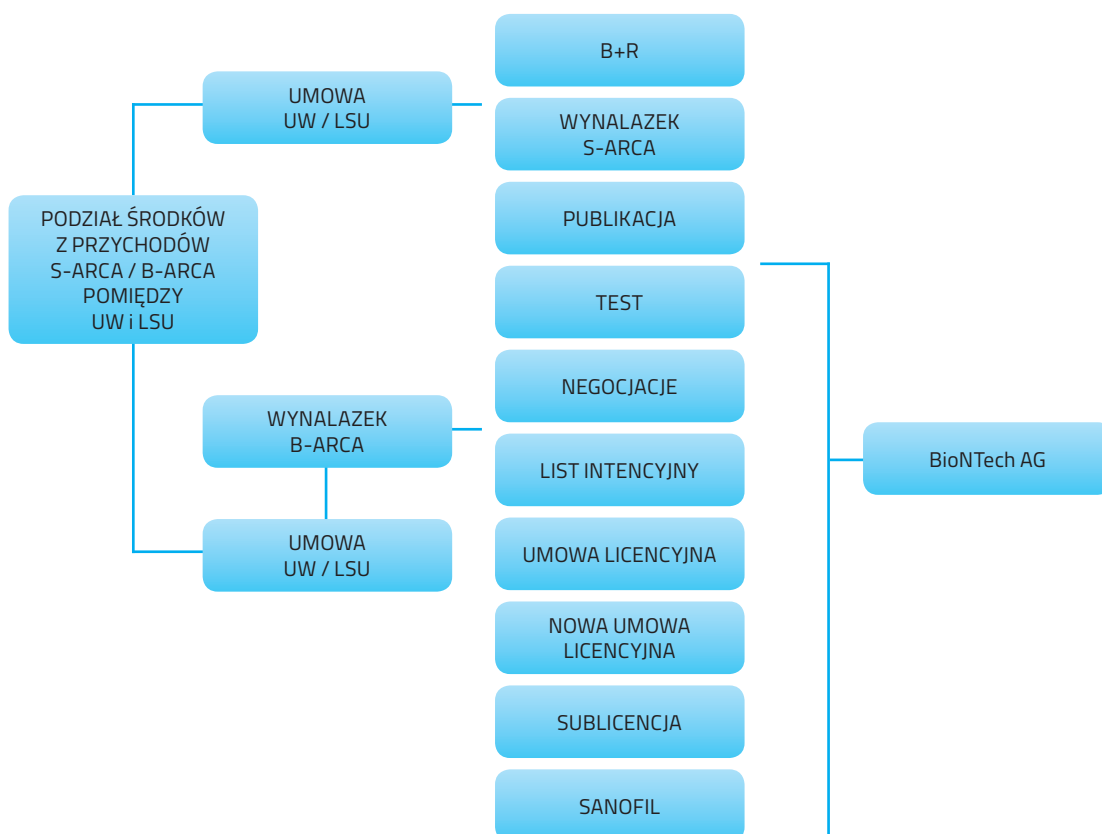 B+R
UMOWA
UW / LSU
WYNALAZEK
S-ARCA
PODZIAŁ ŚRODKÓW
Z PRZYCHODÓW
S-ARCA / B-ARCA
POMIĘDZY
UW i LSU
PUBLIKACJA
TEST
NEGOCJACJE
WYNALAZEK
B-ARCA
LIST INTENCYJNY
BioNTech AG
UMOWA
UW / LSU
UMOWA LICENCYJNA
NOWA UMOWA
LICENCYJNA
SUBLICENCJA
SANOFIL